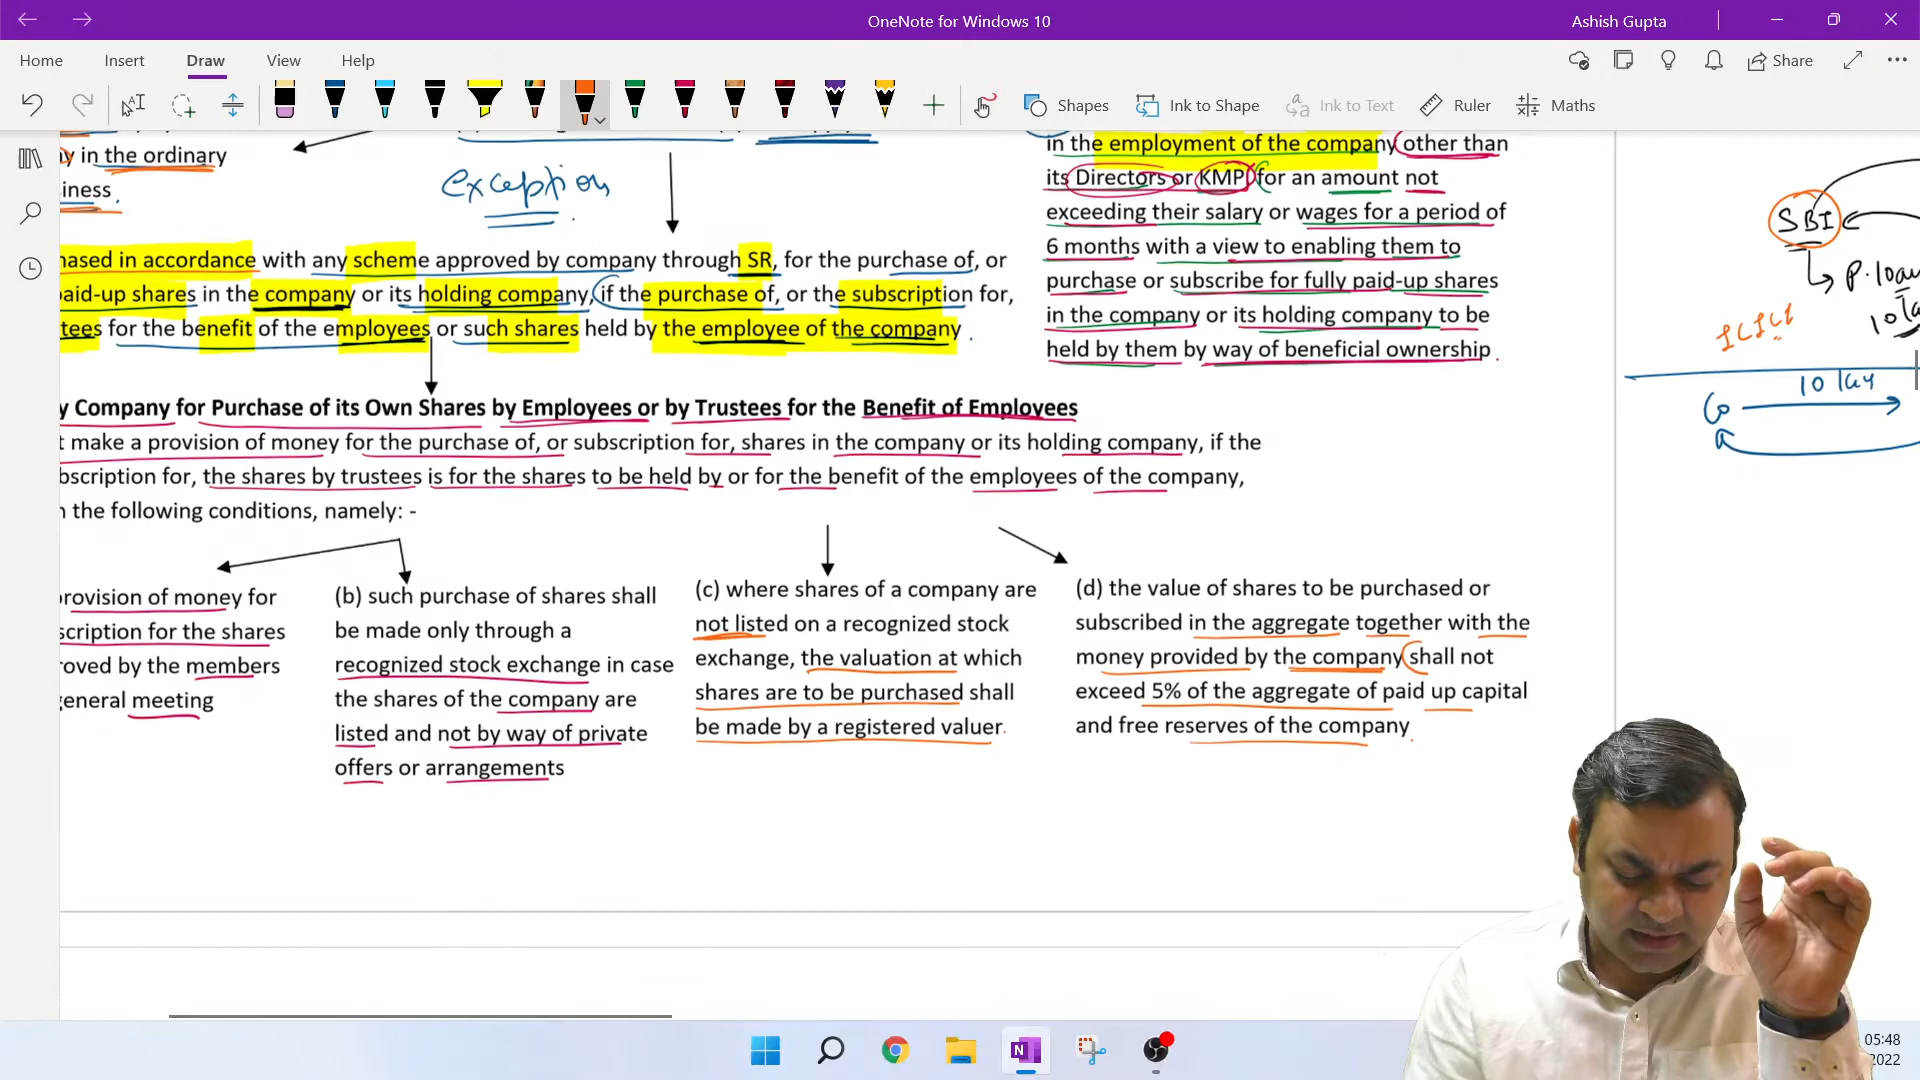 OneNote for Windows 10
Ashish Gupta
Home Insert Draw View Help
Share
Shapes Ink to Shape Ink to Text Ruler Maths
in the ordinary
siness.
exception
hased in accordance with any scheme approved by company through SR, for the purchase of, or
paid-up shares in the company or its holding company, if the purchase of, or the subscription for,
tees for the benefit of the employees or such shares held by the employee of the company.
in the employment of the company other than
its Directors or KMP for an amount not
exceeding their salary or wages for a period of
6 months with a view to enabling them to
purchase or subscribe for fully paid-up shares
in the company or its holding company to be
held by them by way of beneficial ownership.
SBI
P. loan
ICICI
10
Co
y Company for Purchase of its Own Shares by Employees or by Trustees for the Benefit of Employees
t make a provision of money for the purchase of, or subscription for, shares in the company or its holding company, if the
bscription for, the shares by trustees is for the shares to be held by or for the benefit of the employees of the company,
n the following conditions, namely: -
rovision of money for
scription for the shares
roved by the members
general meeting
(b) such purchase of shares shall
be made only through a
recognized stock exchange in case
the shares of the company are
listed and not by way of private
offers or arrangements
(c) where shares of a company are
not listed on a recognized stock
exchange, the valuation at which
shares are to be purchased shall
be made by a registered valuer.
(d) the value of shares to be purchased or
subscribed in the aggregate together with the
money provided by the company shall not
exceed 5% of the aggregate of paid up capital
and free reserves of the company.
05:48
2022